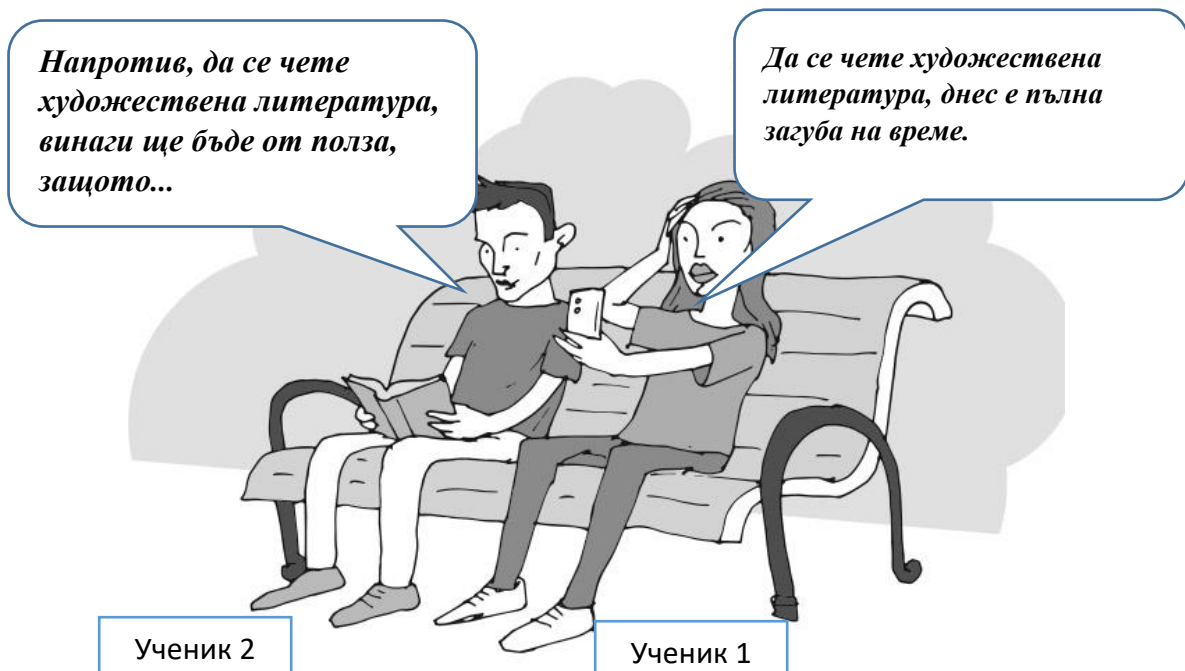 Напротив, да се чете
художествена литература,
винаги ще бъде от полза,
защото...
Да се чете художествена
литература, днес е пълна
загуба на време.
Ученик 2
Ученик 1